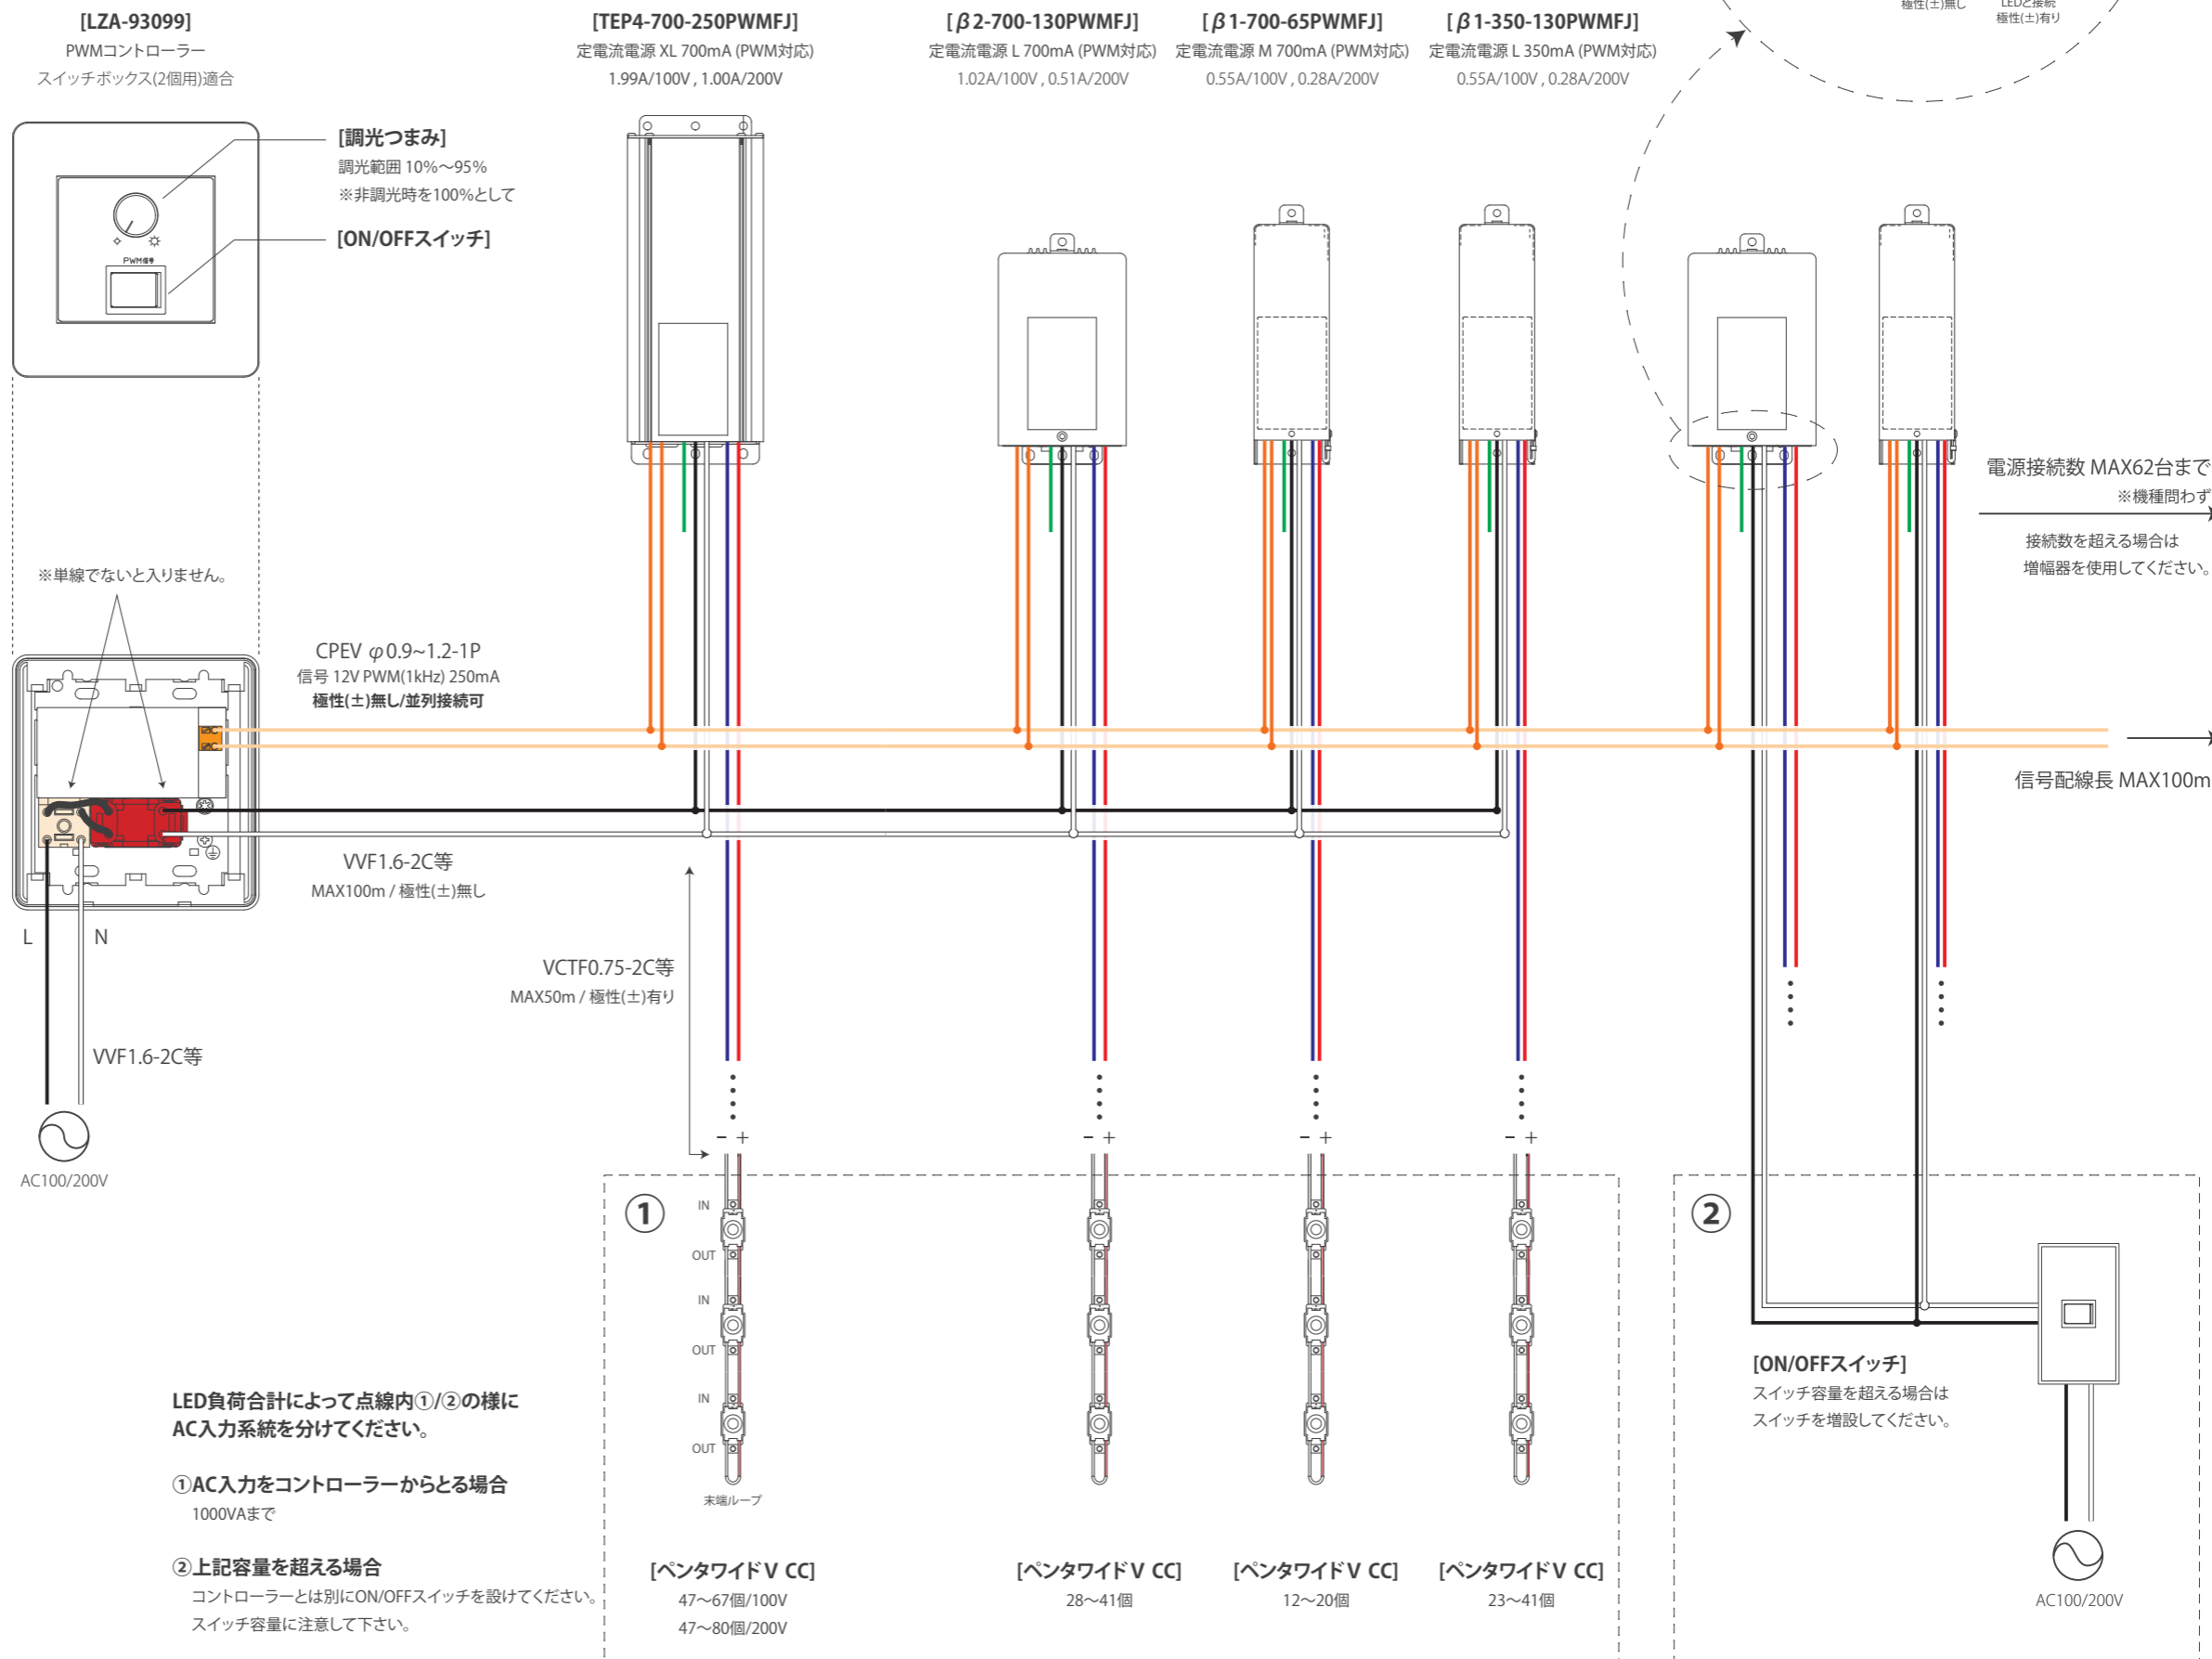 [LZA-93099]
PWMコントローラー
スイッチボックス(2個用)適合
[TEP4-700-250PWMFJ]
定電流電源 XL 700mA (PWM対応)
1.99A/100V , 1.00A/200V
[β2-700-130PWMFJ]
定電流電源 L 700mA (PWM対応)
1.02A/100V , 0.51A/200V
[β1-700-65PWMFJ]
定電流電源 M 700mA (PWM対応)
0.55A/100V , 0.28A/200V
[β1-350-130PWMFJ]
定電流電源 L 350mA (PWM対応)
0.55A/100V , 0.28A/200V
極性(±)無し
LEDと接続
極性(±)有り
[調光つまみ]
調光範囲 10%～95%
※非調光時を100%として
[ON/OFFスイッチ]
PWM信号
電源接続数 MAX62台まで
※機種問わず
接続数を超える場合は
増幅器を使用してください。
※単線でないと入りません。
CPEV φ0.9~1.2-1P
信号 12V PWM(1kHz) 250mA
極性(±)無し/並列接続可
信号配線長 MAX100m
VVF1.6-2C等
MAX100m / 極性(±)無し
L
N
VCTF0.75-2C等
MAX50m / 極性(±)有り
VVF1.6-2C等
AC100/200V
− +
− +
− +
− +
①
IN
OUT
IN
OUT
IN
OUT
末端ループ
②
[ON/OFFスイッチ]
スイッチ容量を超える場合は
スイッチを増設してください。
AC100/200V
LED負荷合計によって点線内①/②の様に
AC入力系統を分けてください。
①AC入力をコントローラーからとる場合
1000VAまで
②上記容量を超える場合
コントローラーとは別にON/OFFスイッチを設けてください。
スイッチ容量に注意して下さい。
[ペンタワイドⅤ CC]
47～67個/100V
47～80個/200V
[ペンタワイドⅤ CC]
28～41個
[ペンタワイドⅤ CC]
12～20個
[ペンタワイドⅤ CC]
23～41個